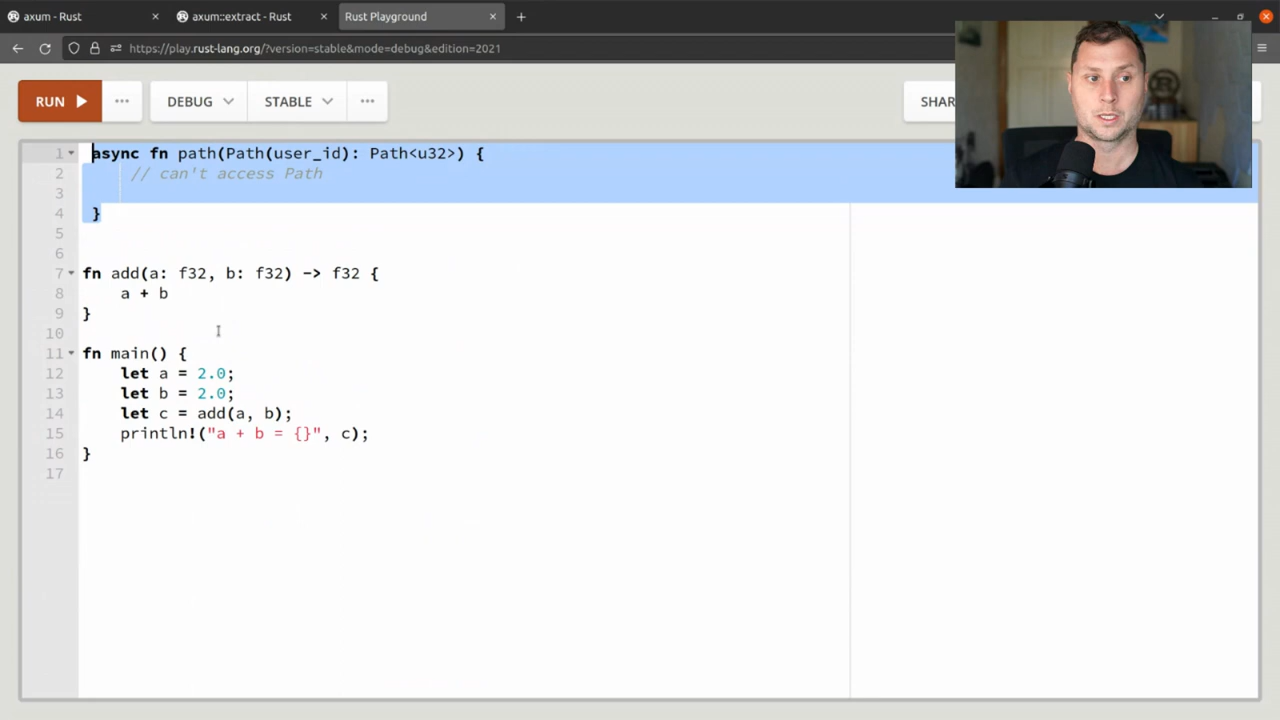 axum - Rust
axum::extract - Rust
Rust Playground
https://play.rust-lang.org/?version=stable&mode=debug&edition=2021
RUN
DEBUG
STABLE
SHAR
1 async fn path(Path(user_id): Path<u32>) {
2 // can't access Path
3
4 }
5
6
7 fn add(a: f32, b: f32) -> f32 {
8 a + b
9 }
10
11 fn main() {
12 let a = 2.0;
13 let b = 2.0;
14 let c = add(a, b);
15 println!("a + b = {}", c);
16 }
17